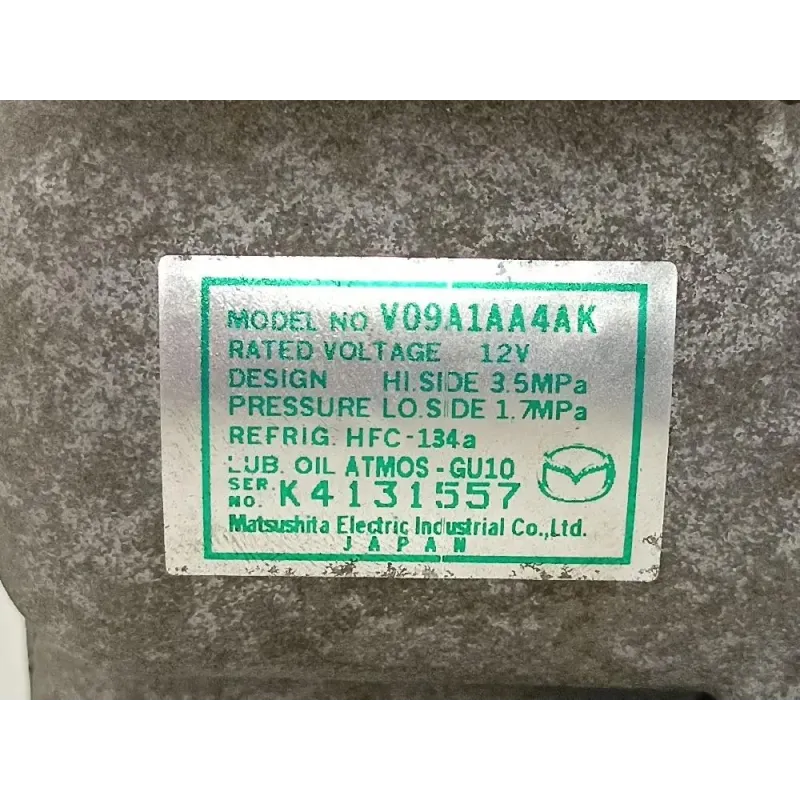 MODEL NO. V09A1AA4AK
RATED VOLTAGE 12V
DESIGN HI.SIDE 3.5MPa
PRESSURE LO.SIDE 1.7MPa
REFRIG. HFC-134a
LUB. OIL ATMOS-GU10
SER. NO. K4131557
Matsushita Electric Industrial Co.,Ltd.
JAPAN